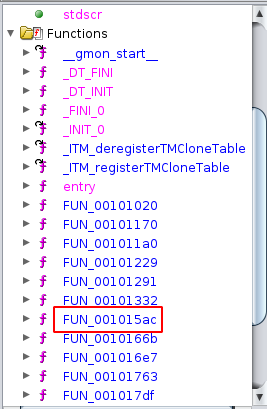 stdscr
Functions
__gmon_start__
_DT_FINI
_DT_INIT
_FINI_0
_INIT_0
_ITM_deregisterTMCloneTable
_ITM_registerTMCloneTable
entry
FUN_00101020
FUN_00101170
FUN_001011a0
FUN_00101229
FUN_00101291
FUN_00101332
FUN_001015ac
FUN_0010166b
FUN_001016e7
FUN_00101763
FUN_001017df